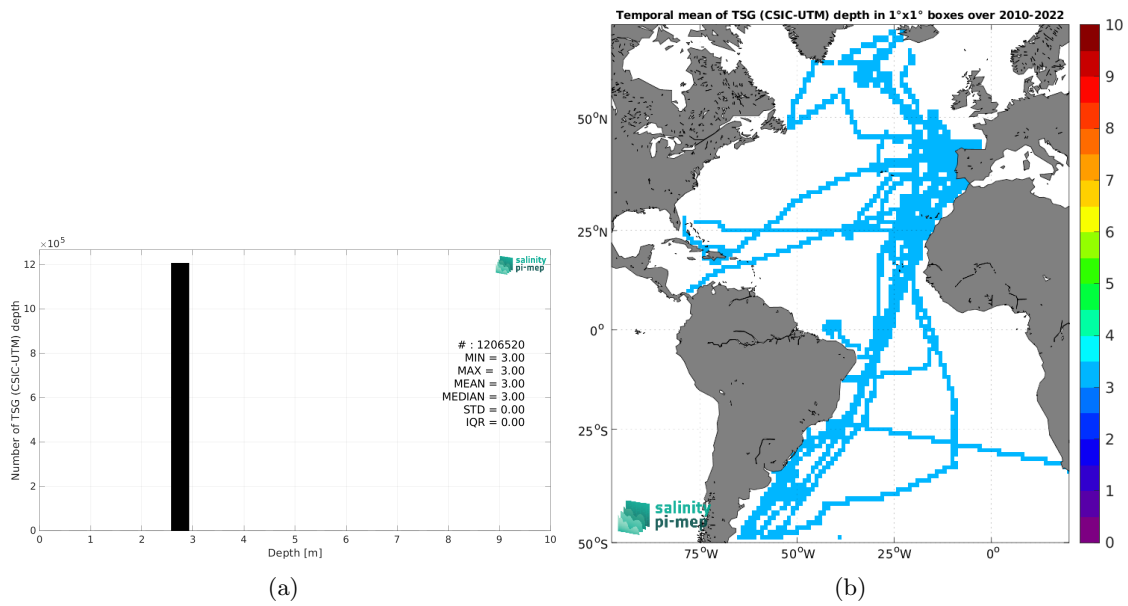 Temporal mean of TSG (CSIC-UTM) depth in 1°x1° boxes over 2010-2022
×10⁵
12
10
8
6
4
2
0
Number of TSG (CSIC-UTM) depth
salinity
pi-mep
# : 1206520
MIN = 3.00
MAX = 3.00
MEAN = 3.00
MEDIAN = 3.00
STD = 0.00
IQR = 0.00
0 1 2 3 4 5 6 7 8 9 10
Depth [m]
(a)
50°N
25°N
0°
25°S
50°S
75°W 50°W 25°W 0°
salinity
pi-mep
10
9
8
7
6
5
4
3
2
1
0
(b)